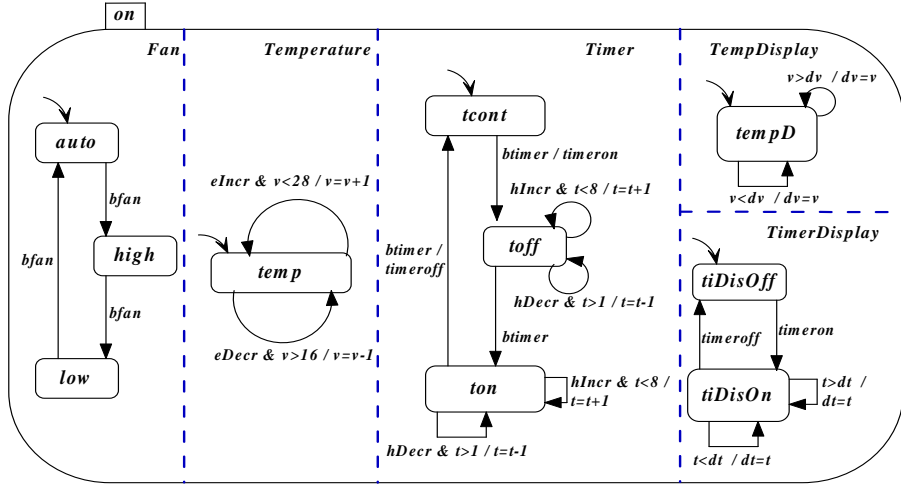 on
Fan
Temperature
Timer
TempDisplay
v>dv / dv=v
tempD
v<dv / dv=v
auto
tcont
bfan
btimer / timeron
eIncr & v<28 / v=v+1
hIncr & t<8 / t=t+1
high
bfan
temp
btimer /
timeroff
toff
hDecr & t>1 / t=t-1
TimerDisplay
tiDisOff
bfan
btimer
timeroff
timeron
eDecr & v>16 / v=v-1
low
ton
hIncr & t<8 /
t=t+1
tiDisOn
t>dt /
dt=t
hDecr & t>1 / t=t-1
t<dt / dt=t